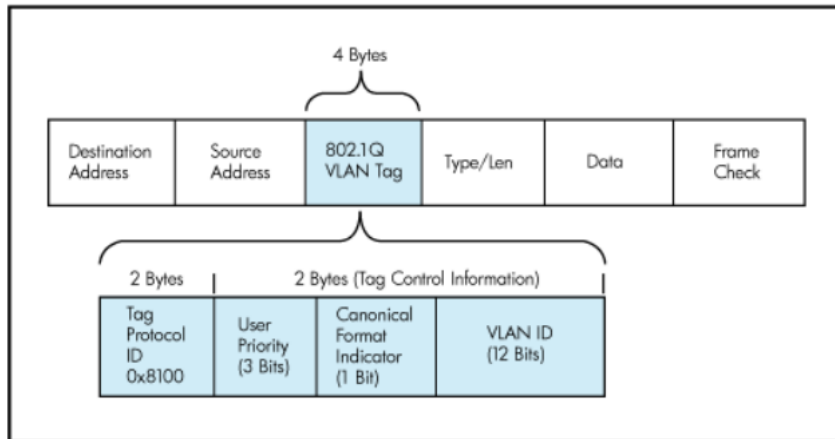 4 Bytes
Destination
Address
Source
Address
802.1Q
VLAN Tag
Type/Len
Data
Frame
Check
2 Bytes
2 Bytes (Tag Control Information)
Tag
Protocol
ID
0x8100
User
Priority
(3 Bits)
Canonical
Format
Indicator
(1 Bit)
VLAN ID
(12 Bits)